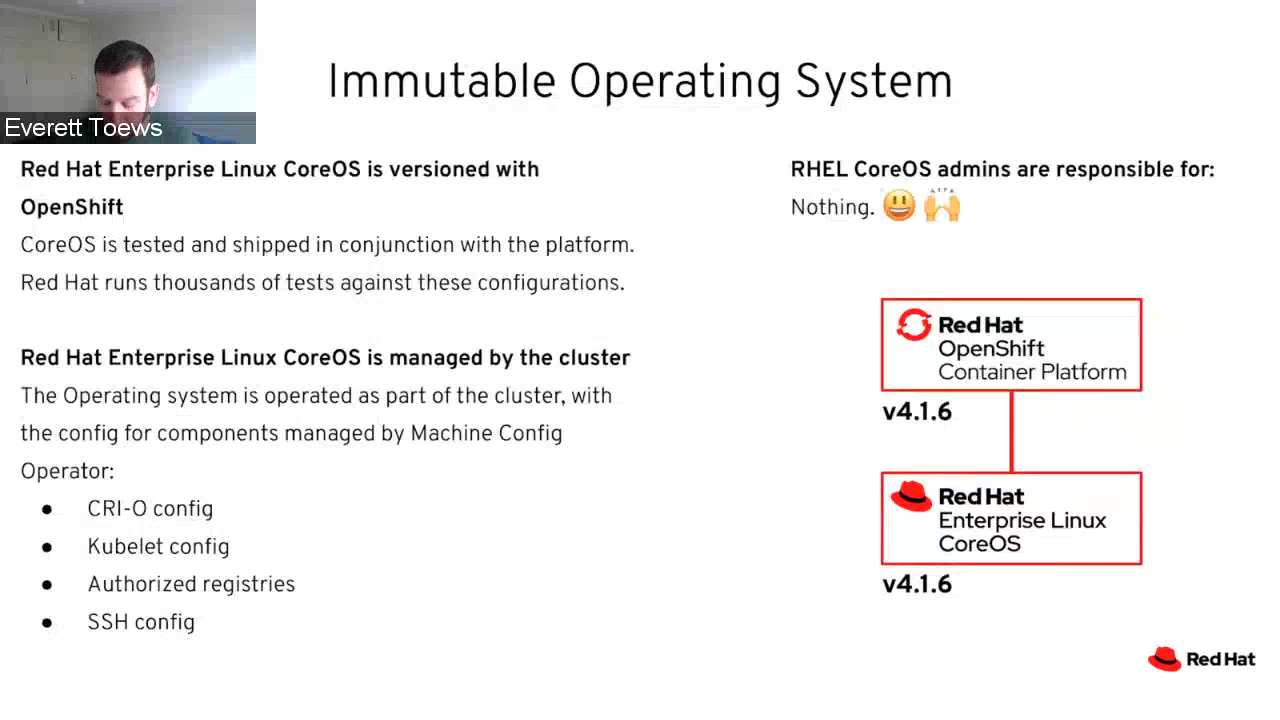 Immutable Operating System
Everett Toews
Red Hat Enterprise Linux CoreOS is versioned with
OpenShift
CoreOS is tested and shipped in conjunction with the platform.
Red Hat runs thousands of tests against these configurations.
Red Hat Enterprise Linux CoreOS is managed by the cluster
The Operating system is operated as part of the cluster, with
the config for components managed by Machine Config
Operator:
● CRI-O config
● Kubelet config
● Authorized registries
● SSH config
RHEL CoreOS admins are responsible for:
Nothing. 😃 🙌
Red Hat
OpenShift
Container Platform
v4.1.6
Red Hat
Enterprise Linux
CoreOS
v4.1.6
Red Hat